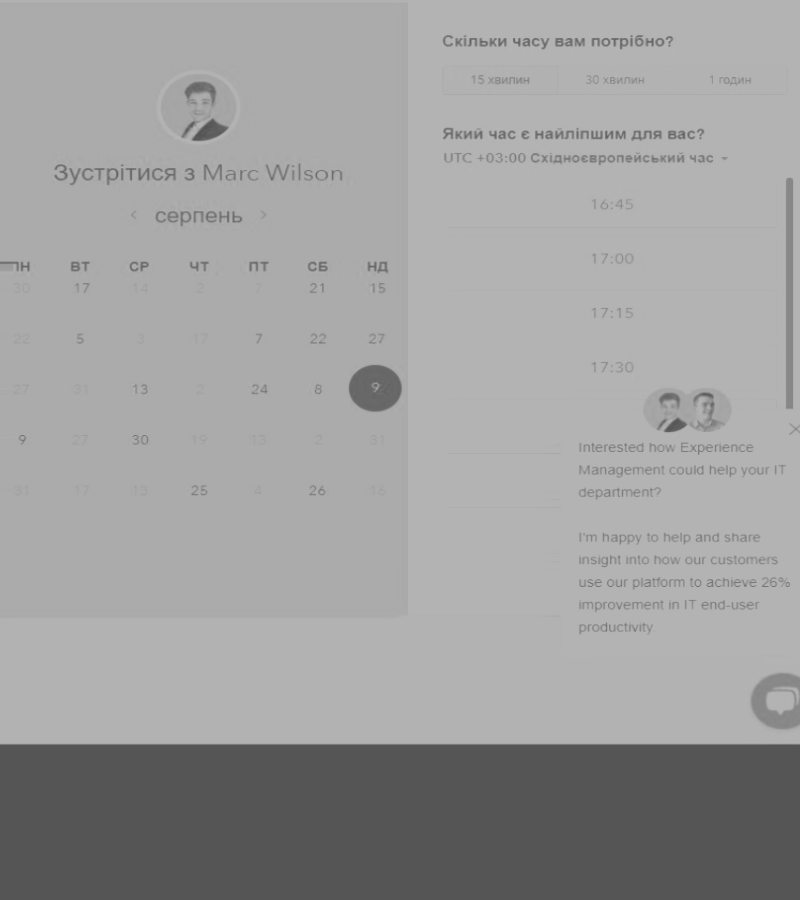 Зустрітися з Marc Wilson
серпень
ПН ВТ СР ЧТ ПТ СБ НД
30 17 14 2 7 21 15
22 5 3 17 7 22 27
27 31 13 2 24 8 9
9 27 30 19 13 2 31
31 17 13 25 4 26 16
Скільки часу вам потрібно?
15 хвилин 30 хвилин 1 годин
Який час є найліпшим для вас?
UTC +03:00 Східноєвропейський час
16:45
17:00
17:15
17:30
Interested how Experience
Management could help your IT
department?
I'm happy to help and share
insight into how our customers
use our platform to achieve 26%
improvement in IT end-user
productivity.